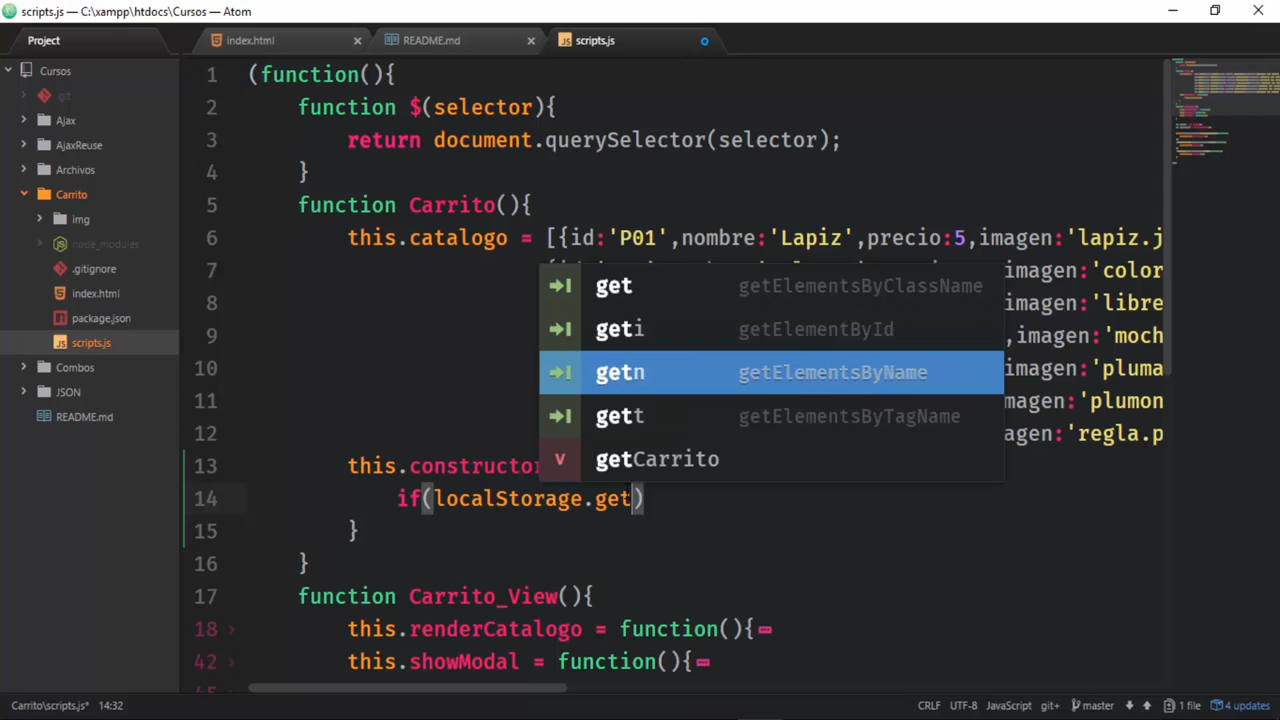 scripts.js — C:\xampp\htdocs\Cursos — Atom
Project
index.html
README.md
scripts.js
Cursos
.git
Ajax
AjaxReuse
Archivos
Carrito
img
node_modules
.gitignore
index.html
package.json
scripts.js
Combos
JSON
README.md
1 (function(){
2 function $(selector){
3 return document.querySelector(selector);
4 }
5 function Carrito(){
6 this.catalogo = [{id:'P01',nombre:'Lapiz',precio:5,imagen:'lapiz.j
7 imagen:'color
8 imagen:'libre
9 ,imagen:'moch
10 imagen:'pluma
11 agen:'plumon
12 agen:'regla.p
get getElementsByClassName
geti getElementById
getn getElementsByName
gett getElementsByTagName
v getCarrito
13 this.constructor
14 if(localStorage.get)
15 }
16 }
17 function Carrito_View(){
18 this.renderCatalogo = function(){
42 this.showModal = function(){
Carrito\scripts.js* 14:32
CRLF UTF-8 JavaScript git+ master 1 file 4 updates